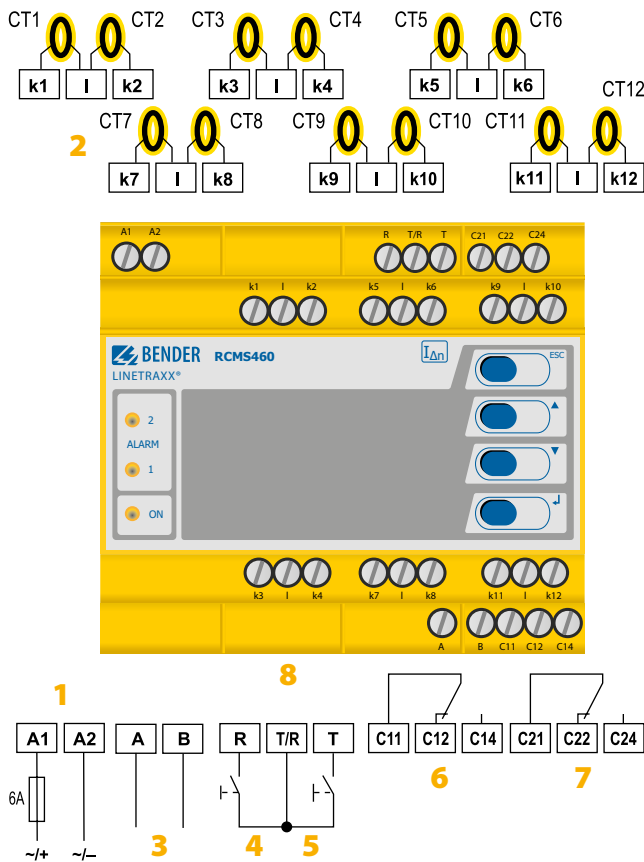 CT1 CT2 CT3 CT4 CT5 CT6
k1 l k2 k3 l k4 k5 l k6
CT7 CT8 CT9 CT10 CT11 CT12
2
k7 l k8 k9 l k10 k11 l k12
A1 A2 R T/R T C21 C22 C24
k1 l k2 k5 l k6 k9 l k10
BENDER RCMS460 IΔn ESC
LINETRAXX®
2
ALARM
1
ON
k3 l k4 k7 l k8 k11 l k12
A B C11 C12 C14
1 8
A1 A2 A B R T/R T C11 C12 C14 C21 C22 C24
6A 6 7
3 4 5
~/+ ~/–